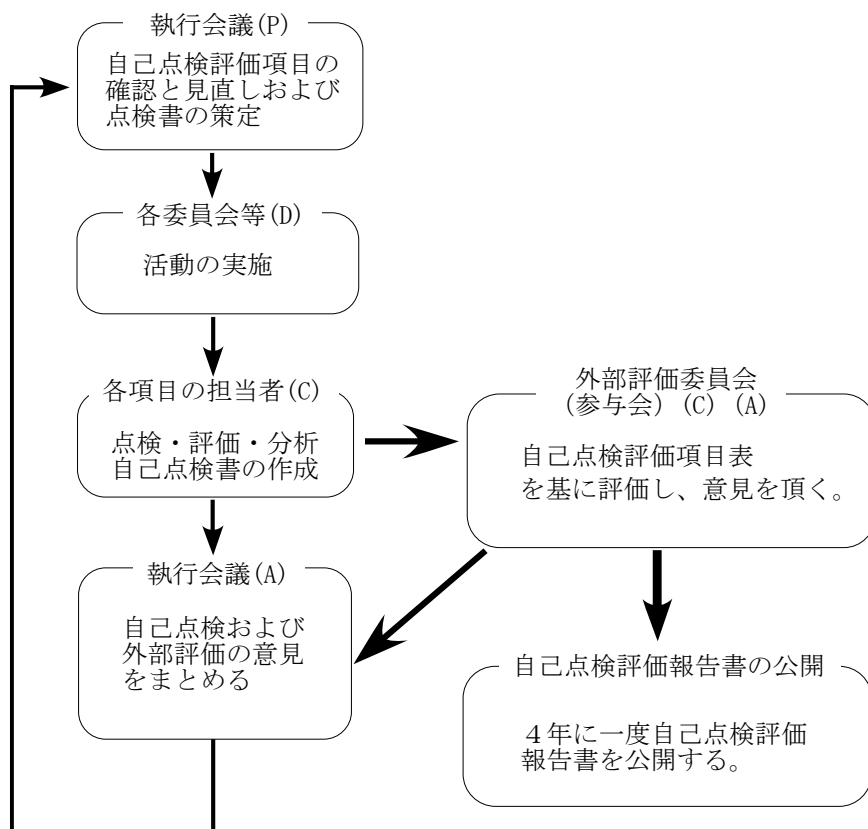 執行会議(P)
自己点検評価項目の
確認と見直しおよび
点検書の策定
各委員会等(D)
活動の実施
各項目の担当者(C)
点検・評価・分析
自己点検書の作成
外部評価委員会
(参与会)(C)(A)
自己点検評価項目表
を基に評価し、意見を頂く。
執行会議(A)
自己点検および
外部評価の意見
をまとめる
自己点検評価報告書の公開
４年に一度自己点検評価
報告書を公開する。